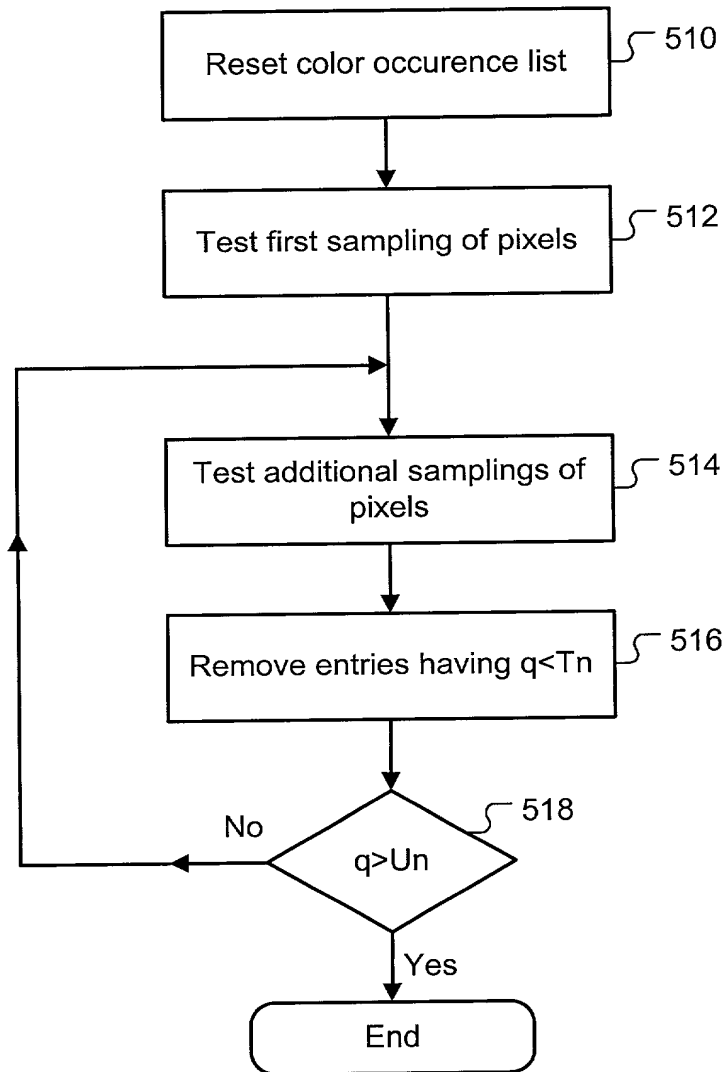 Reset color occurence list
510
Test first sampling of pixels
512
Test additional samplings of
pixels
514
Remove entries having q<Tn
516
518
No
q>Un
Yes
End